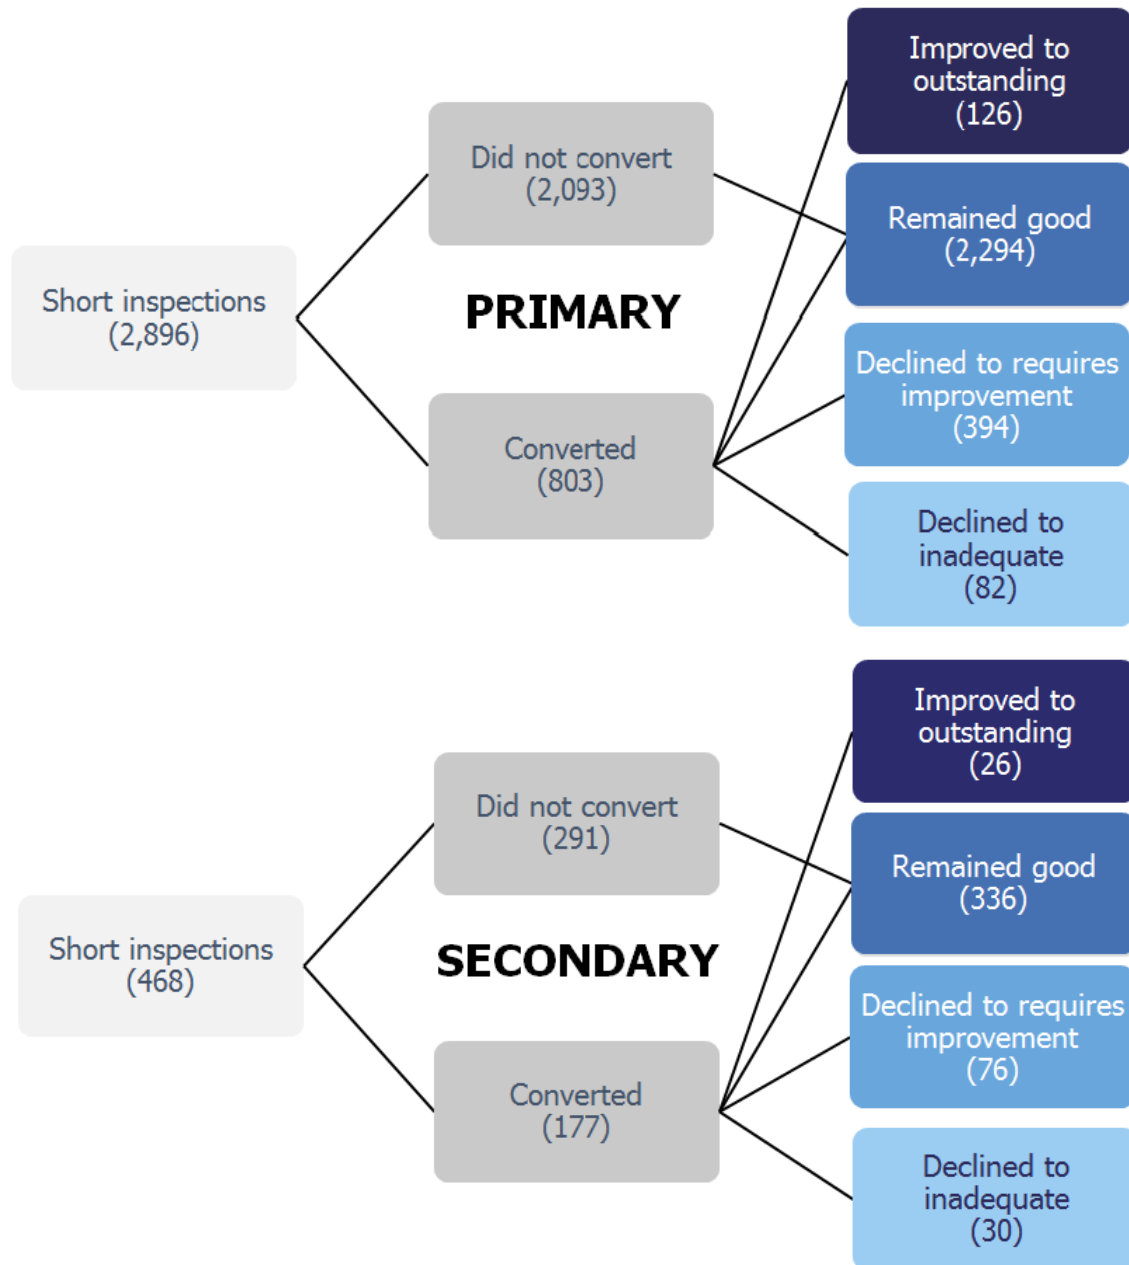 Improved to
outstanding
(126)
Did not convert
(2,093)
Remained good
(2,294)
Short inspections
(2,896)
PRIMARY
Declined to requires
improvement
(394)
Converted
(803)
Declined to
inadequate
(82)
Improved to
outstanding
(26)
Did not convert
(291)
Remained good
(336)
Short inspections
(468)
SECONDARY
Declined to requires
improvement
(76)
Converted
(177)
Declined to
inadequate
(30)